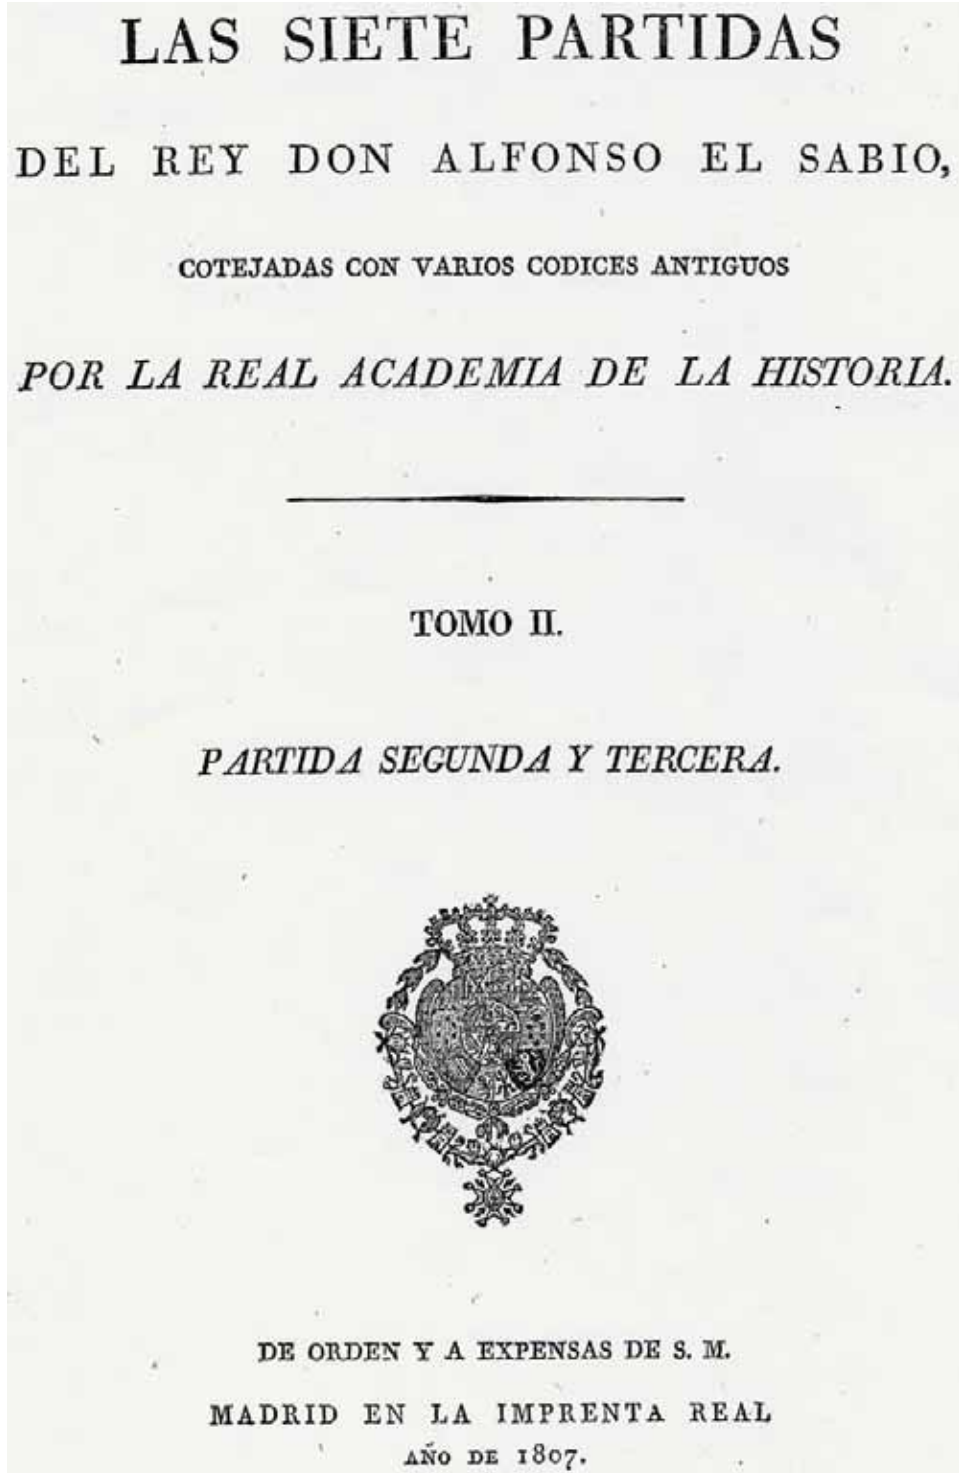 LAS SIETE PARTIDAS
DEL REY DON ALFONSO EL SABIO,
COTEJADAS CON VARIOS CODICES ANTIGUOS
POR LA REAL ACADEMIA DE LA HISTORIA.
TOMO II.
PARTIDA SEGUNDA Y TERCERA.
DE ORDEN Y A EXPENSAS DE S. M.
MADRID EN LA IMPRENTA REAL
AÑO DE 1807.